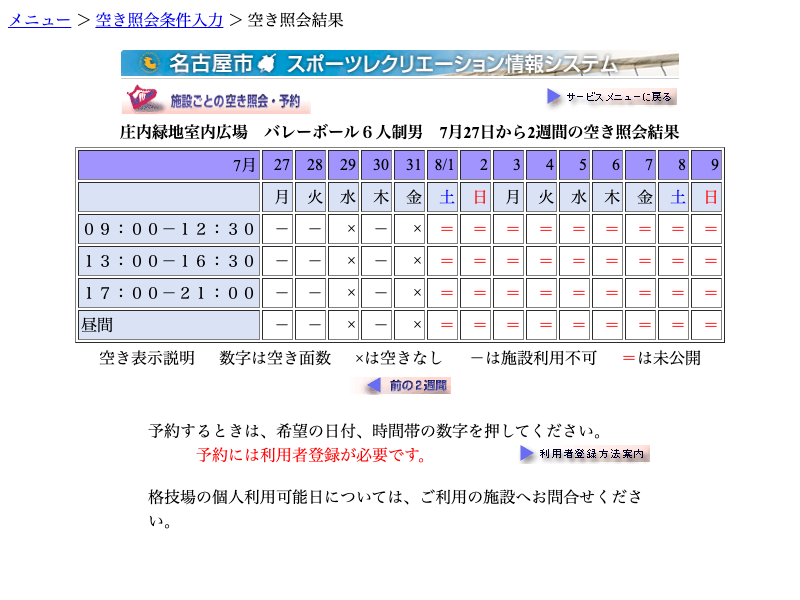 メニュー ＞ 空き照会条件入力 ＞ 空き照会結果
名古屋市 スポーツレクリエーション情報システム
施設ごとの空き照会・予約
サービスメニューに戻る
庄内緑地室内広場　バレーボール６人制男　7月27日から2週間の空き照会結果
7月 27 28 29 30 31 8/1 2 3 4 5 6 7 8 9
月 火 水 木 金 土 日 月 火 水 木 金 土 日
０９：００－１２：３０ － － × － × ＝ ＝ ＝ ＝ ＝ ＝ ＝ ＝ ＝
１３：００－１６：３０ － － × － × ＝ ＝ ＝ ＝ ＝ ＝ ＝ ＝ ＝
１７：００－２１：００ － － × － × ＝ ＝ ＝ ＝ ＝ ＝ ＝ ＝ ＝
昼間 － － × － × ＝ ＝ ＝ ＝ ＝ ＝ ＝ ＝ ＝
空き表示説明　数字は空き面数　×は空きなし　－は施設利用不可　＝は未公開
前の２週間
予約するときは、希望の日付、時間帯の数字を押してください。
予約には利用者登録が必要です。
利用者登録方法案内
格技場の個人利用可能日については、ご利用の施設へお問合せくださ
い。